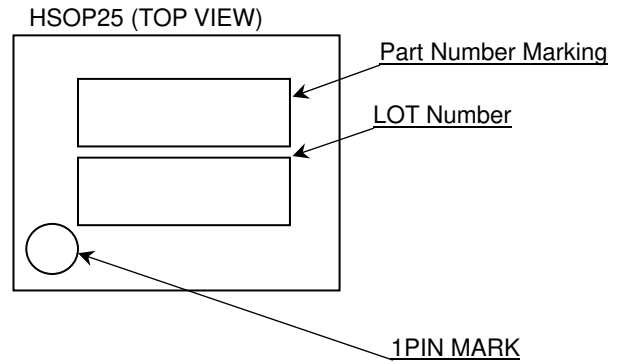 HSOP25 (TOP VIEW)
Part Number Marking
LOT Number
1PIN MARK